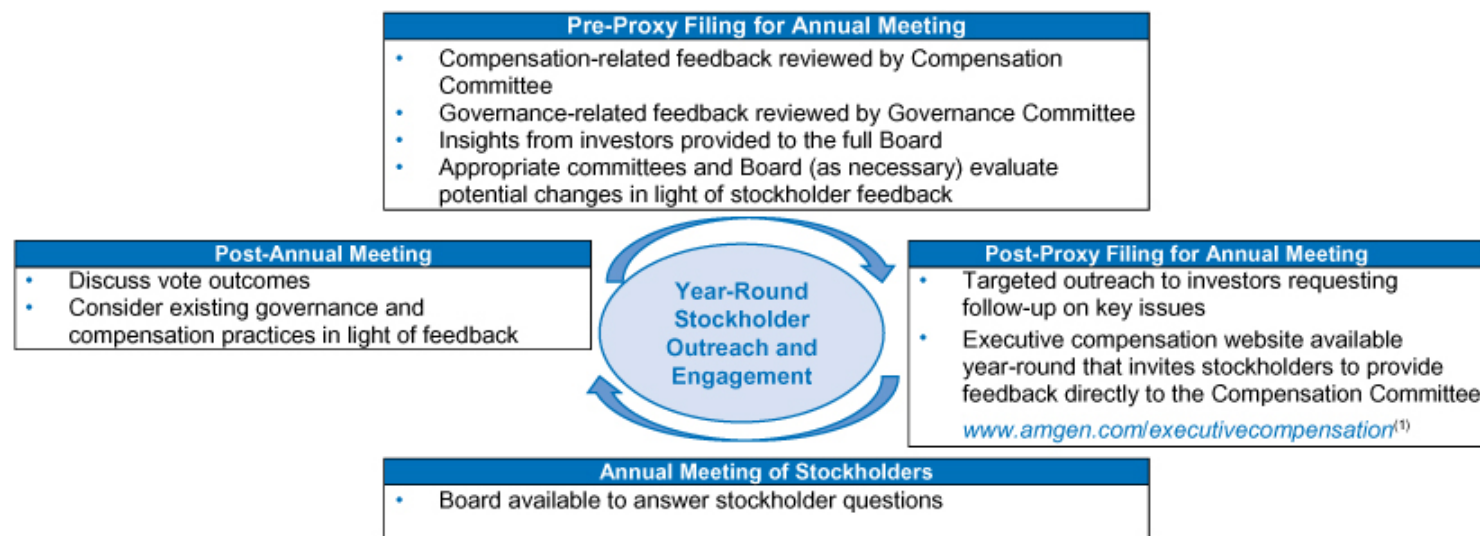 Pre-Proxy Filing for Annual Meeting
• Compensation-related feedback reviewed by Compensation
Committee
• Governance-related feedback reviewed by Governance Committee
• Insights from investors provided to the full Board
• Appropriate committees and Board (as necessary) evaluate
potential changes in light of stockholder feedback
Post-Annual Meeting
• Discuss vote outcomes
• Consider existing governance and
compensation practices in light of feedback
Year-Round
Stockholder
Outreach and
Engagement
Post-Proxy Filing for Annual Meeting
• Targeted outreach to investors requesting
follow-up on key issues
• Executive compensation website available
year-round that invites stockholders to provide
feedback directly to the Compensation Committee
www.amgen.com/executivecompensation(1)
Annual Meeting of Stockholders
• Board available to answer stockholder questions